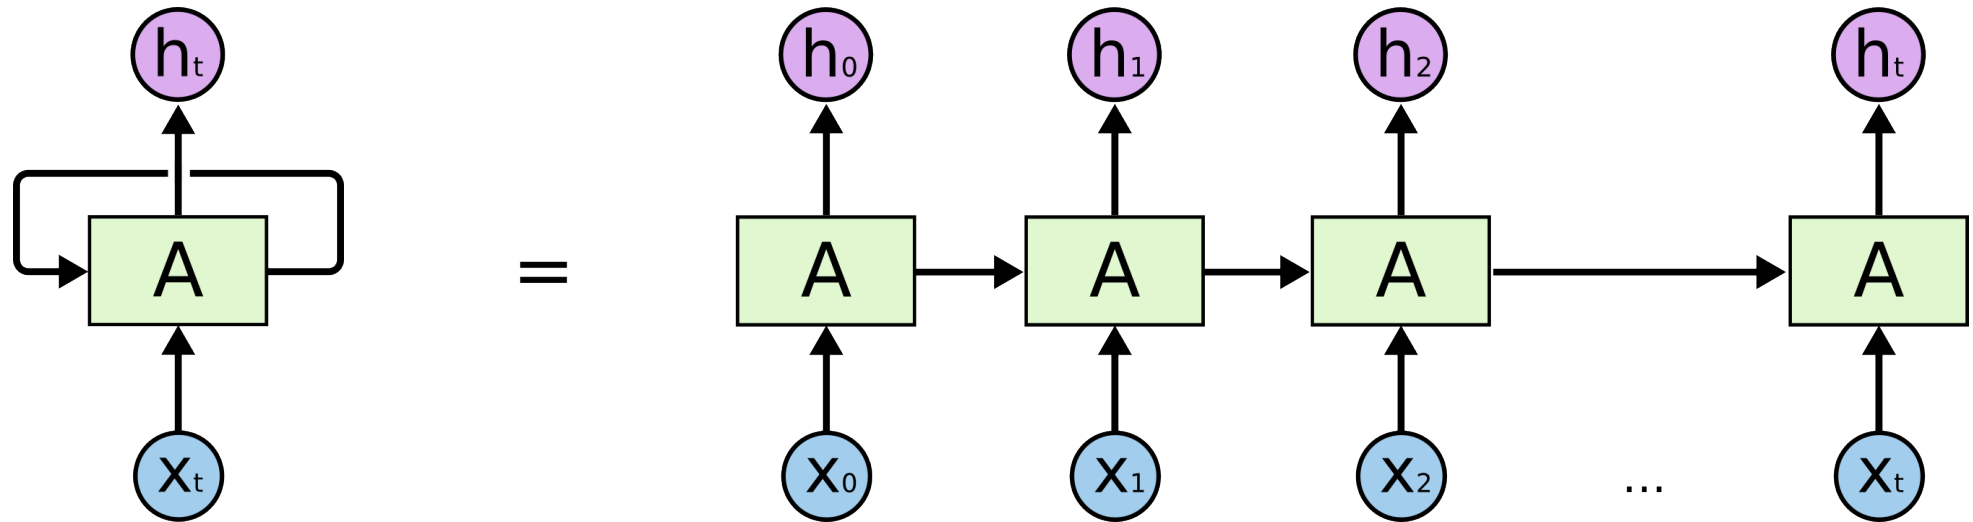 ht h0 h1 h2 ht
A = A A A A
xt x0 x1 x2 ... xt